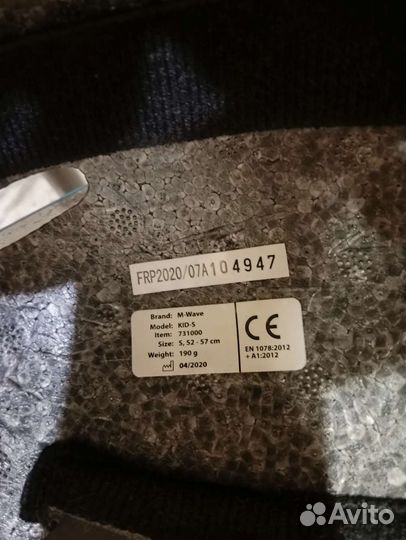 FRP2020/07A104947
Brand: M-Wave
Model: KID-S
Item: 731000
Size: S, 52 - 57 cm
Weight: 190 g
04/2020
CE
EN 1078:2012
+ A1:2012
Avito